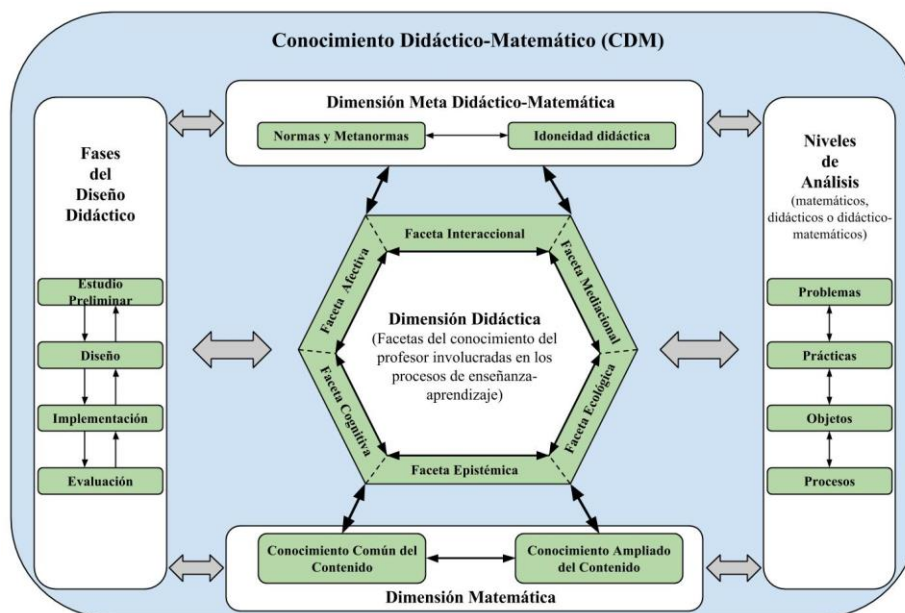 Conocimiento Didáctico-Matemático (CDM)
Dimensión Meta Didáctico-Matemática
Normas y Metanormas
Idoneidad didáctica
Fases
del
Diseño
Didáctico
Estudio
Preliminar
Diseño
Implementación
Evaluación
Faceta Interaccional
Faceta Afectiva
Faceta Mediacional
Dimensión Didáctica
(Facetas del conocimiento del
profesor involucradas en los
procesos de enseñanza-
aprendizaje)
Faceta Cognitiva
Faceta Ecológica
Faceta Epistémica
Niveles
de
Análisis
(matemáticos,
didácticos o didáctico-
matemáticos)
Problemas
Prácticas
Objetos
Procesos
Conocimiento Común del
Contenido
Conocimiento Ampliado
del Contenido
Dimensión Matemática